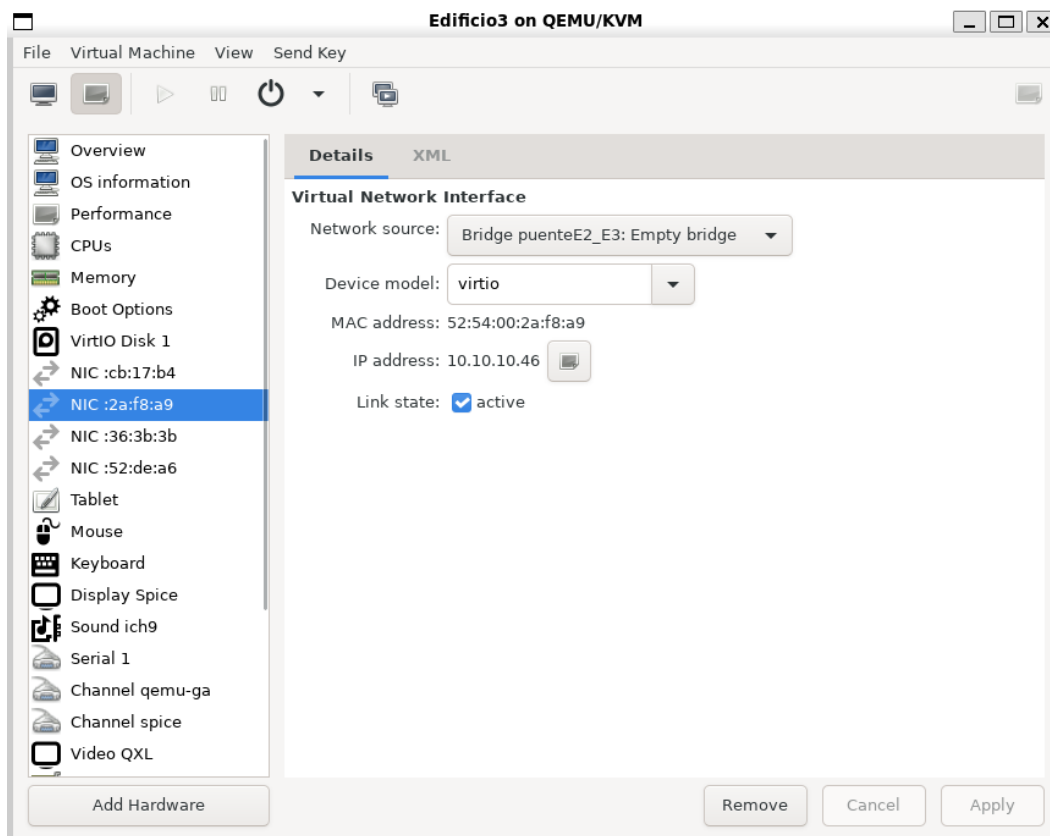 Edificio3 on QEMU/KVM
File Virtual Machine View Send Key
Overview
OS information
Performance
CPUs
Memory
Boot Options
VirtIO Disk 1
NIC :cb:17:b4
NIC :2a:f8:a9
NIC :36:3b:3b
NIC :52:de:a6
Tablet
Mouse
Keyboard
Display Spice
Sound ich9
Serial 1
Channel qemu-ga
Channel spice
Video QXL
Add Hardware
Details XML
Virtual Network Interface
Network source: Bridge puenteE2_E3: Empty bridge
Device model: virtio
MAC address: 52:54:00:2a:f8:a9
IP address: 10.10.10.46
Link state: active
Remove Cancel Apply